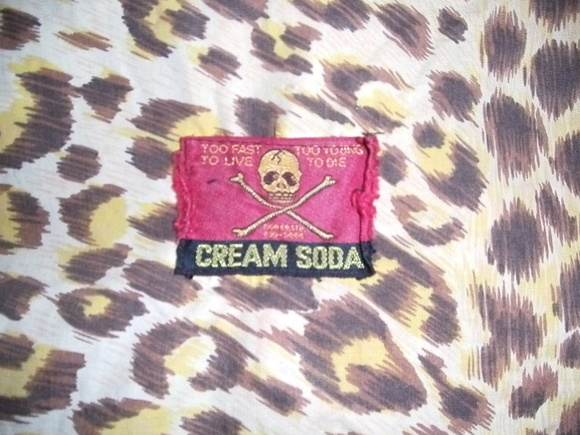 TOO FAST TOO YOUNG
TO LIVE TO DIE
CREAM SODA